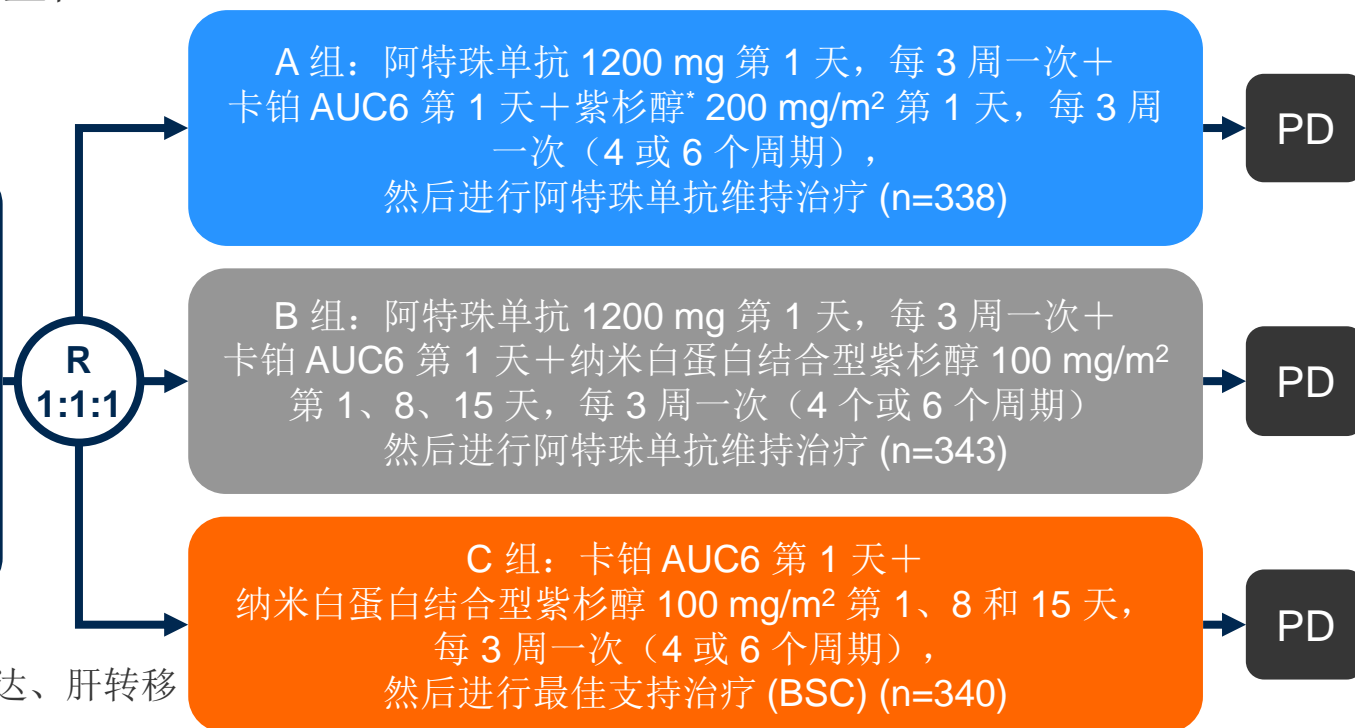 A 组：阿特珠单抗 1200 mg 第 1 天，每 3 周一次＋
卡铂 AUC6 第 1 天＋紫杉醇* 200 mg/m² 第 1 天，每 3 周
一次（4 或 6 个周期），
然后进行阿特珠单抗维持治疗 (n=338)
PD
R
1:1:1
B 组：阿特珠单抗 1200 mg 第 1 天，每 3 周一次＋
卡铂 AUC6 第 1 天＋纳米白蛋白结合型紫杉醇 100 mg/m²
第 1、8、15 天，每 3 周一次（4 个或 6 个周期）
然后进行阿特珠单抗维持治疗 (n=343)
PD
C 组：卡铂 AUC6 第 1 天＋
纳米白蛋白结合型紫杉醇 100 mg/m² 第 1、8 和 15 天，
每 3 周一次（4 或 6 个周期），
然后进行最佳支持治疗 (BSC) (n=340)
PD
达、肝转移